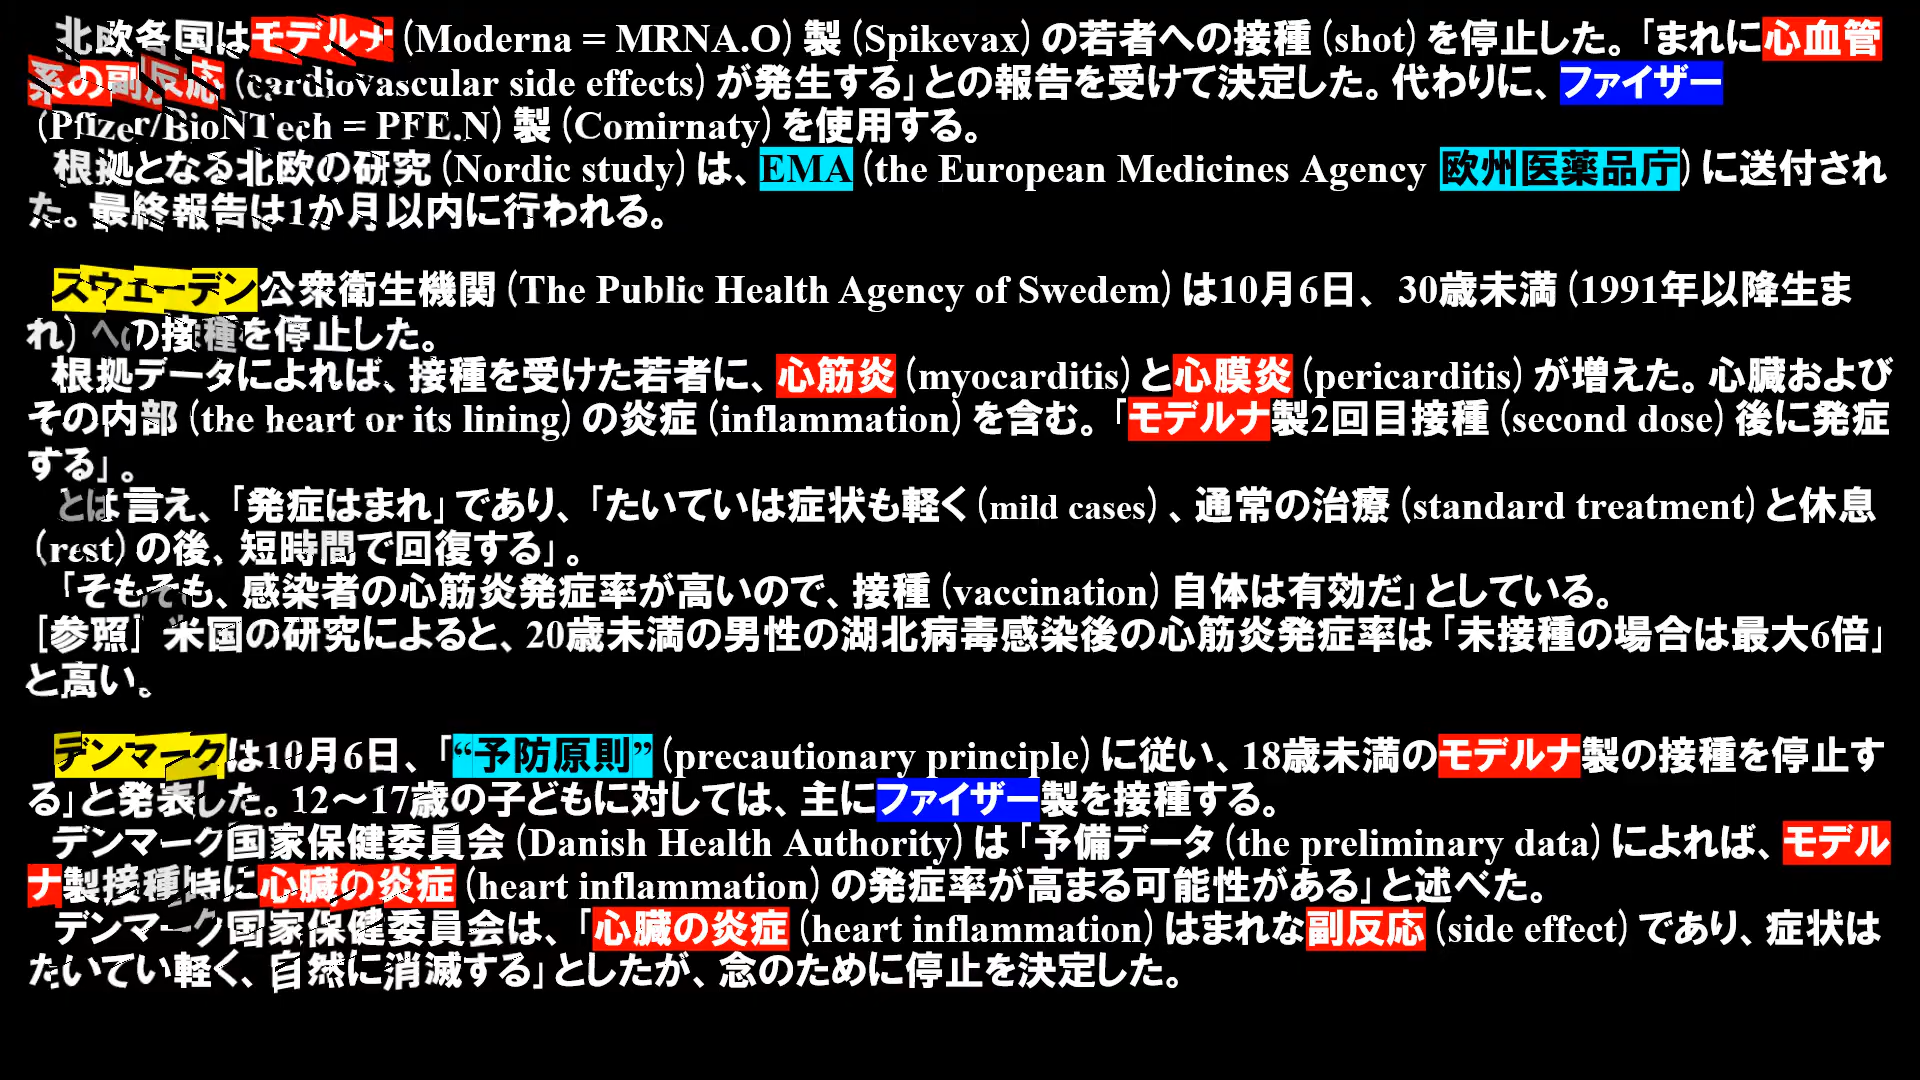 北欧各国はモデルナ(Moderna = MRNA.O)製(Spikevax)の若者への接種(shot)を停止した。「まれに心血管
系の副反応(cardiovascular side effects)が発生する」との報告を受けて決定した。代わりに、ファイザー
(Pfizer/BioNTech = PFE.N)製(Comirnaty)を使用する。
根拠となる北欧の研究(Nordic study)は、EMA(the European Medicines Agency 欧州医薬品庁)に送付され
た。最終報告は1か月以内に行われる。
スウェーデン公衆衛生機関(The Public Health Agency of Swedem)は10月6日、30歳未満(1991年以降生ま
れ)への接種を停止した。
根拠データによれば、接種を受けた若者に、心筋炎(myocarditis)と心膜炎(pericarditis)が増えた。心臓および
その内部(the heart or its lining)の炎症(inflammation)を含む。「モデルナ製2回目接種(second dose)後に発症
する」。
とは言え、「発症はまれ」であり、「たいていは症状も軽く(mild cases)、通常の治療(standard treatment)と休息
(rest)の後、短時間で回復する」。
「そもそも、感染者の心筋炎発症率が高いので、接種(vaccination)自体は有効だ」としている。
[参照] 米国の研究によると、20歳未満の男性の湖北病毒感染後の心筋炎発症率は「未接種の場合は最大6倍」
と高い。
デンマークは10月6日、「“予防原則”(precautionary principle)に従い、18歳未満のモデルナ製の接種を停止す
る」と発表した。12～17歳の子どもに対しては、主にファイザー製を接種する。
デンマーク国家保健委員会(Danish Health Authority)は「予備データ(the preliminary data)によれば、モデル
ナ製接種時に心臓の炎症(heart inflammation)の発症率が高まる可能性がある」と述べた。
デンマーク国家保健委員会は、「心臓の炎症(heart inflammation)はまれな副反応(side effect)であり、症状は
たいてい軽く、自然に消滅する」としたが、念のために停止を決定した。